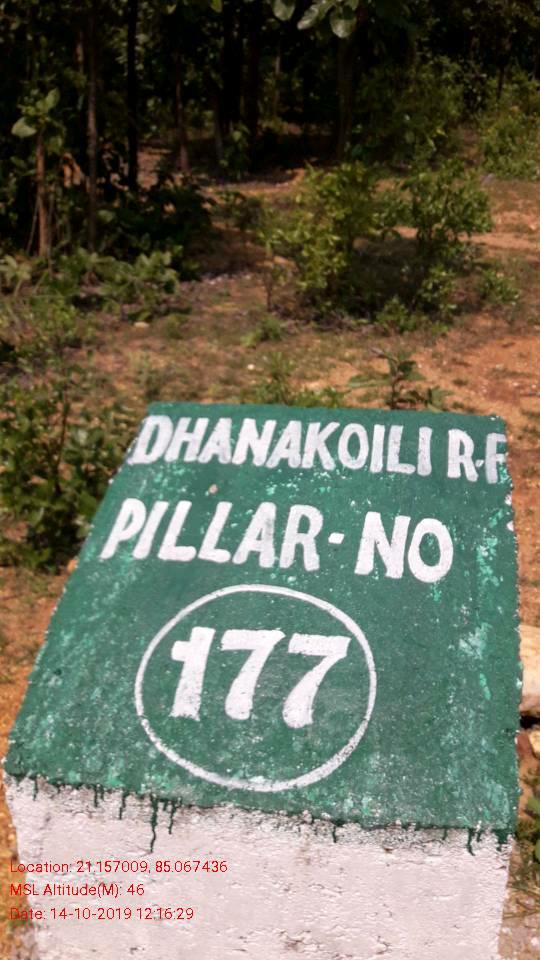 DHANAKOILI R.F
PILLAR-NO
177
Location: 21.157009, 85.067436
MSL Altitude(M): 46
Date: 14-10-2019 12:16:29